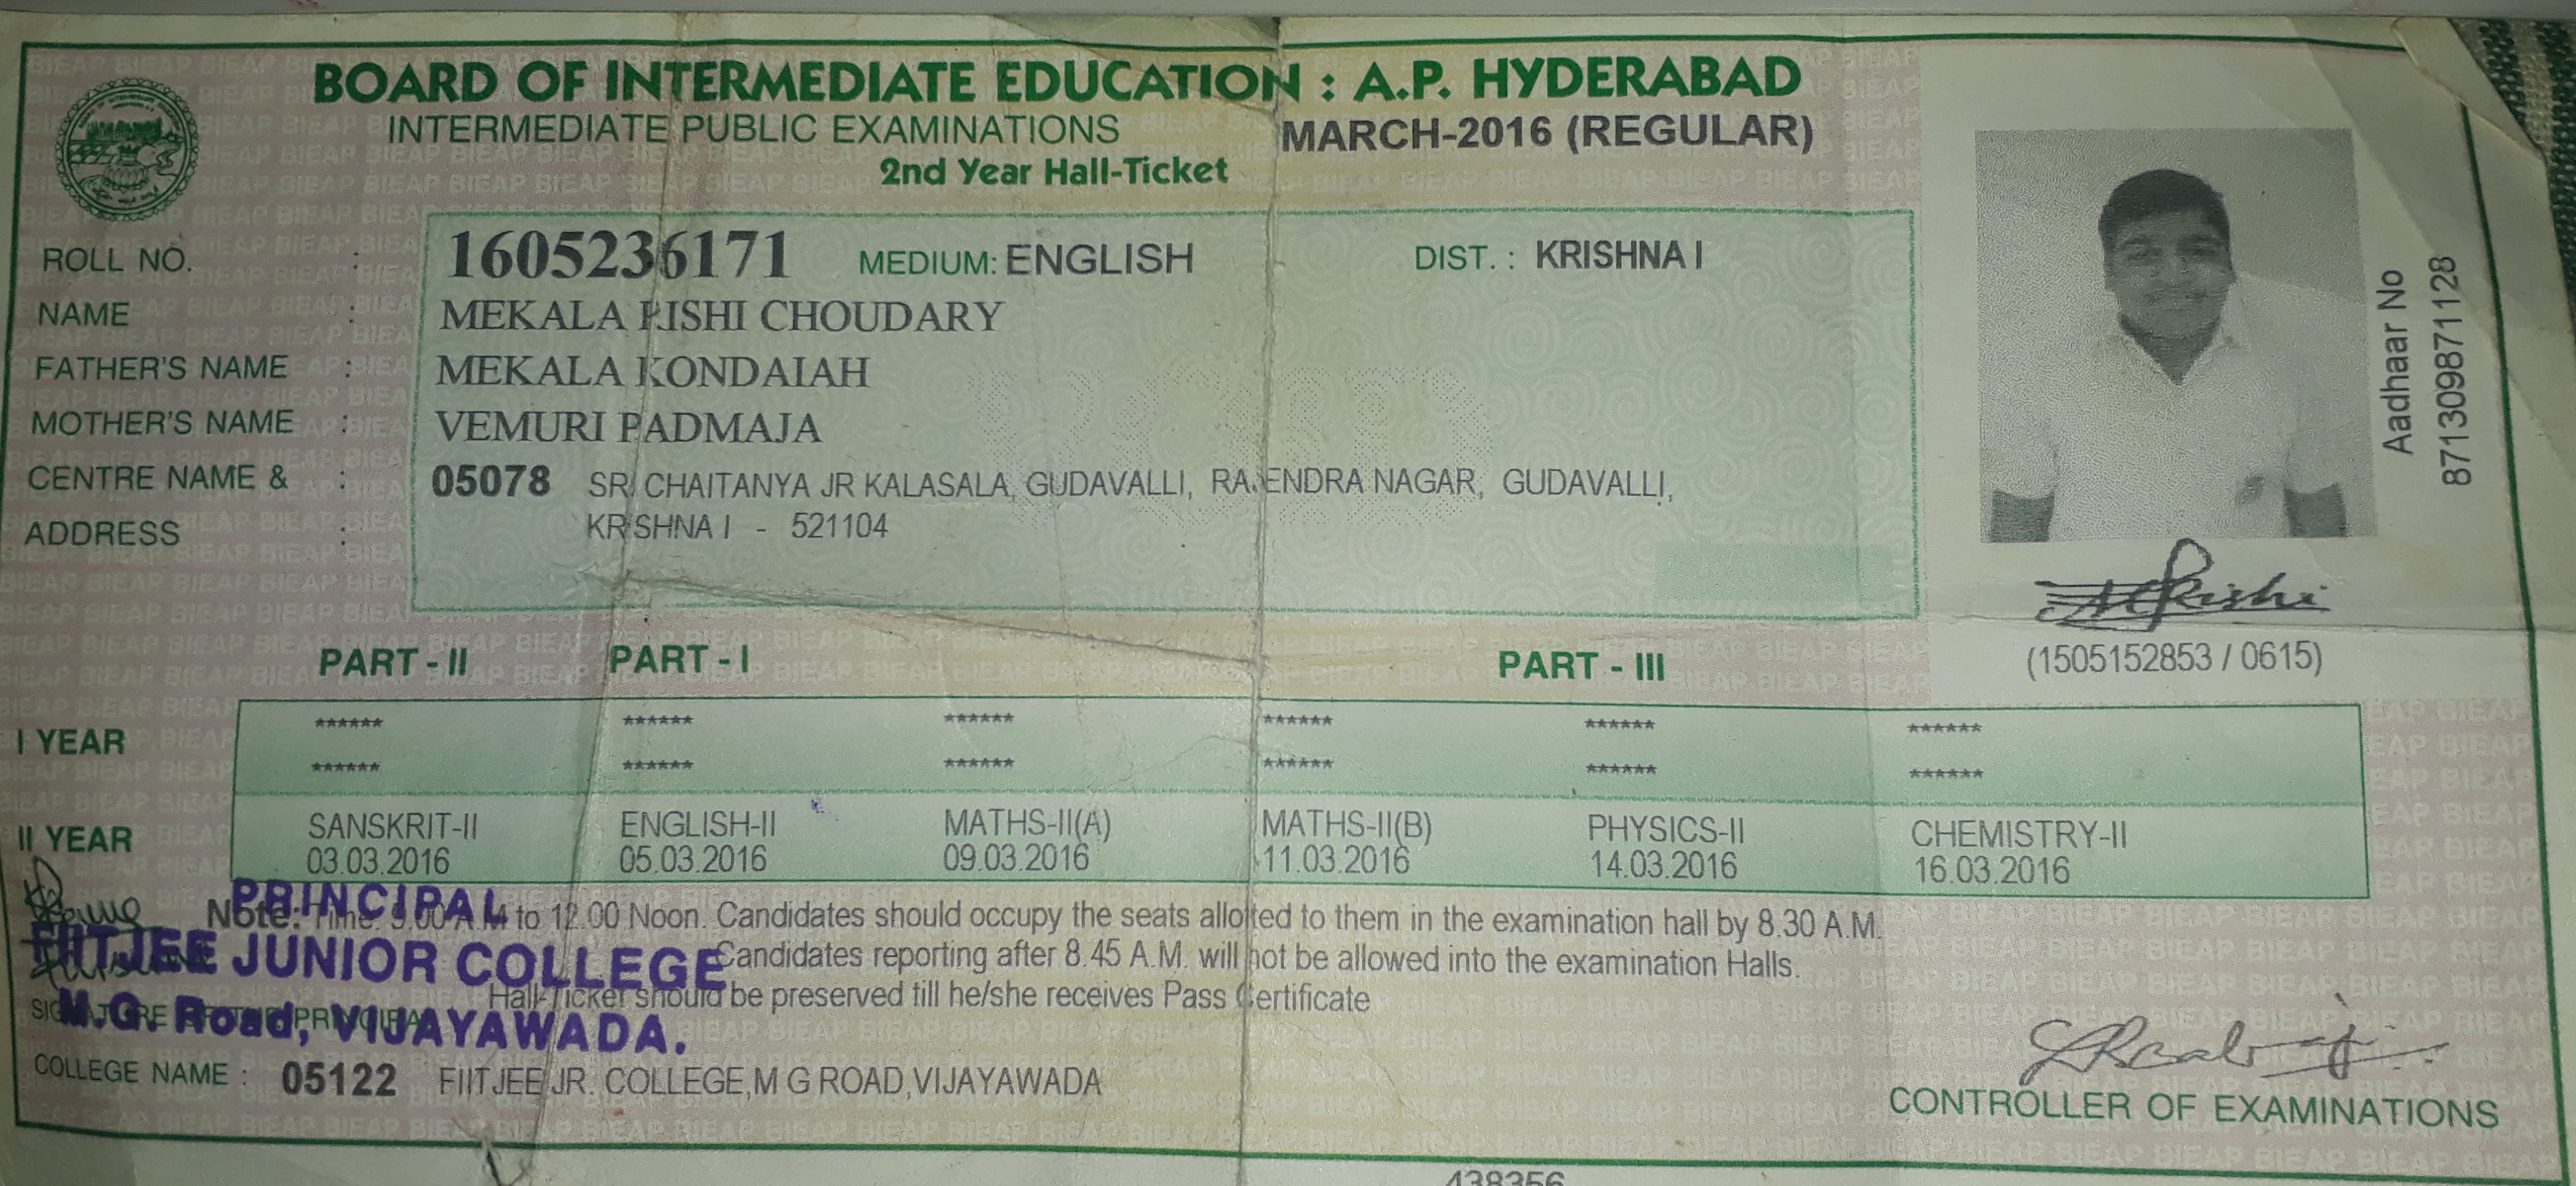 BOARD OF INTERMEDIATE EDUCATION : A.P. HYDERABAD
INTERMEDIATE PUBLIC EXAMINATIONS MARCH-2016 (REGULAR)
2nd Year Hall-Ticket
ROLL NO. : 1605236171 MEDIUM: ENGLISH DIST. : KRISHNA I
NAME : MEKALA RISHI CHOUDARY
FATHER'S NAME : MEKALA KONDAIAH
MOTHER'S NAME : VEMURI PADMAJA
CENTRE NAME & : 05078 SRI CHAITANYA JR KALASALA, GUDAVALLI, RAJENDRA NAGAR, GUDAVALLI,
ADDRESS : KRISHNA I - 521104
Aadhaar No
871309871128
M Rishi
(1505152853 / 0615)
PART - II PART - I PART - III
I YEAR ****** ****** ****** ****** ****** ******
****** ****** ****** ****** ****** ******
II YEAR SANSKRIT-II ENGLISH-II MATHS-II(A) MATHS-II(B) PHYSICS-II CHEMISTRY-II
03.03.2016 05.03.2016 09.03.2016 11.03.2016 14.03.2016 16.03.2016
Note: Time: 9.00 A.M to 12.00 Noon. Candidates should occupy the seats allotted to them in the examination hall by 8.30 A.M.
Candidates reporting after 8.45 A.M. will not be allowed into the examination Halls.
Hall-Ticket should be preserved till he/she receives Pass Certificate
PRINCIPAL
FIITJEE JUNIOR COLLEGE
M.G. Road, VIJAYAWADA.
SIGNATURE OF THE PRINCIPAL
COLLEGE NAME : 05122 FIITJEE JR. COLLEGE,M G ROAD,VIJAYAWADA
CONTROLLER OF EXAMINATIONS
438356